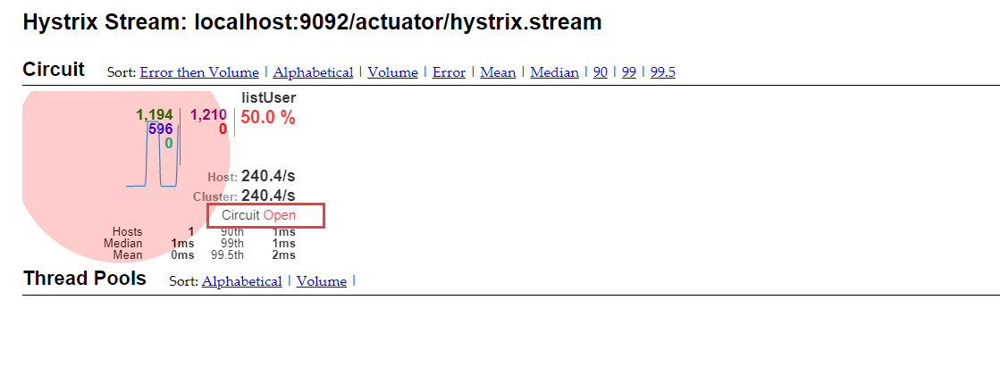 Hystrix Stream: localhost:9092/actuator/hystrix.stream
Circuit Sort: Error then Volume | Alphabetical | Volume | Error | Mean | Median | 90 | 99 | 99.5
listUser
1,194 1,210 50.0 %
596 0
0
Host: 240.4/s
Cluster: 240.4/s
Circuit Open
Hosts 1 90th 1ms
Median 1ms 99th 1ms
Mean 0ms 99.5th 2ms
Thread Pools Sort: Alphabetical | Volume |